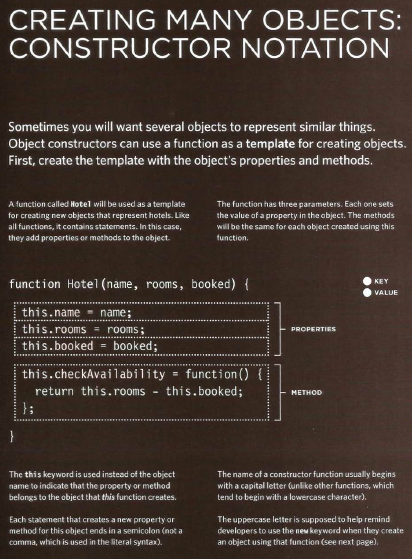 CREATING MANY OBJECTS:
CONSTRUCTOR NOTATION
Sometimes you will want several objects to represent similar things.
Object constructors can use a function as a template for creating objects.
First, create the template with the object's properties and methods.
A function called Hotel will be used as a template
for creating new objects that represent hotels. Like
all functions, it contains statements. In this case,
they add properties or methods to the object.
The function has three parameters. Each one sets
the value of a property in the object. The methods
will be the same for each object created using this
function.
function Hotel(name, rooms, booked) {
KEY
VALUE
this.name = name;
this.rooms = rooms;
this.booked = booked;
PROPERTIES
this.checkAvailability = function() {
return this.rooms - this.booked;
};
METHOD
}
The this keyword is used instead of the object
name to indicate that the property or method
belongs to the object that this function creates.
Each statement that creates a new property or
method for this object ends in a semicolon (not a
comma, which is used in the literal syntax).
The name of a constructor function usually begins
with a capital letter (unlike other functions, which
tend to begin with a lowercase character).
The uppercase letter is supposed to help remind
developers to use the new keyword when they create
an object using that function (see next page).